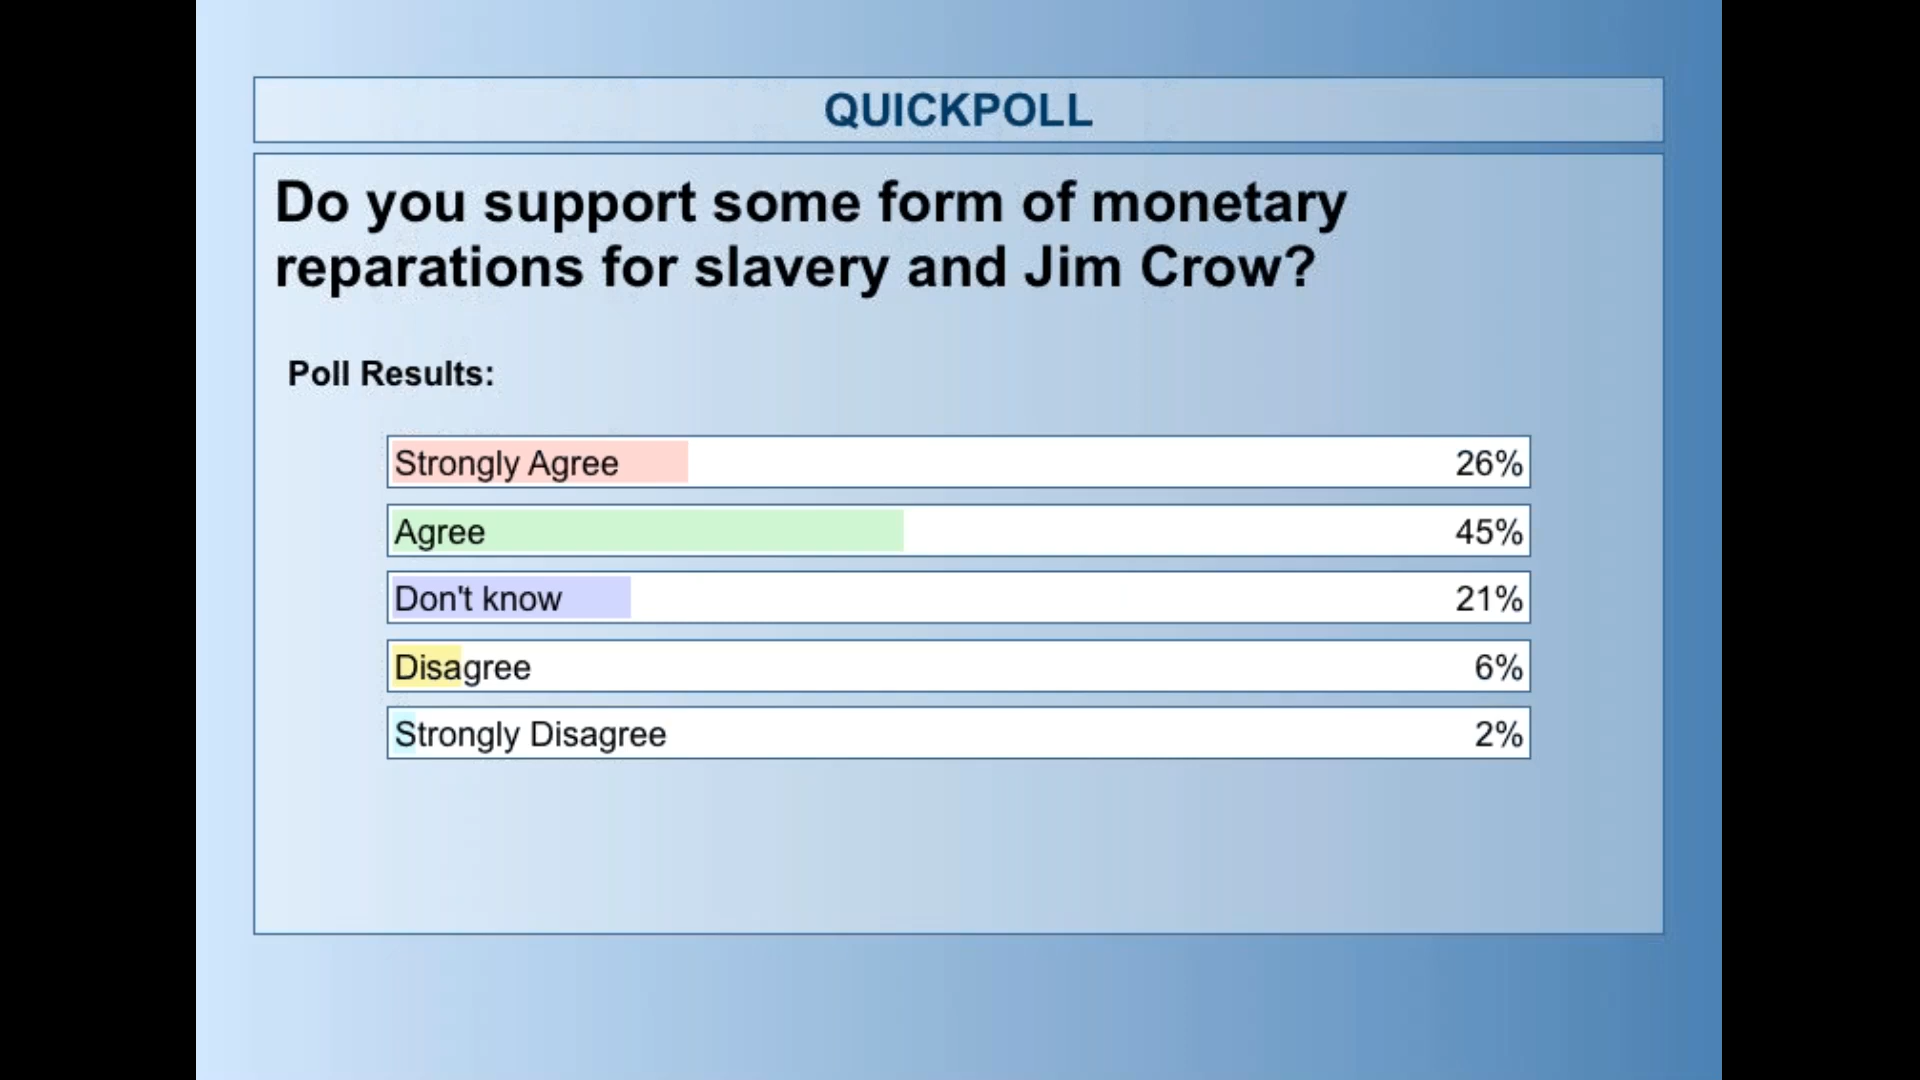 QUICKPOLL
Do you support some form of monetary
reparations for slavery and Jim Crow?
Poll Results:
Strongly Agree 26%
Agree 45%
Don't know 21%
Disagree 6%
Strongly Disagree 2%